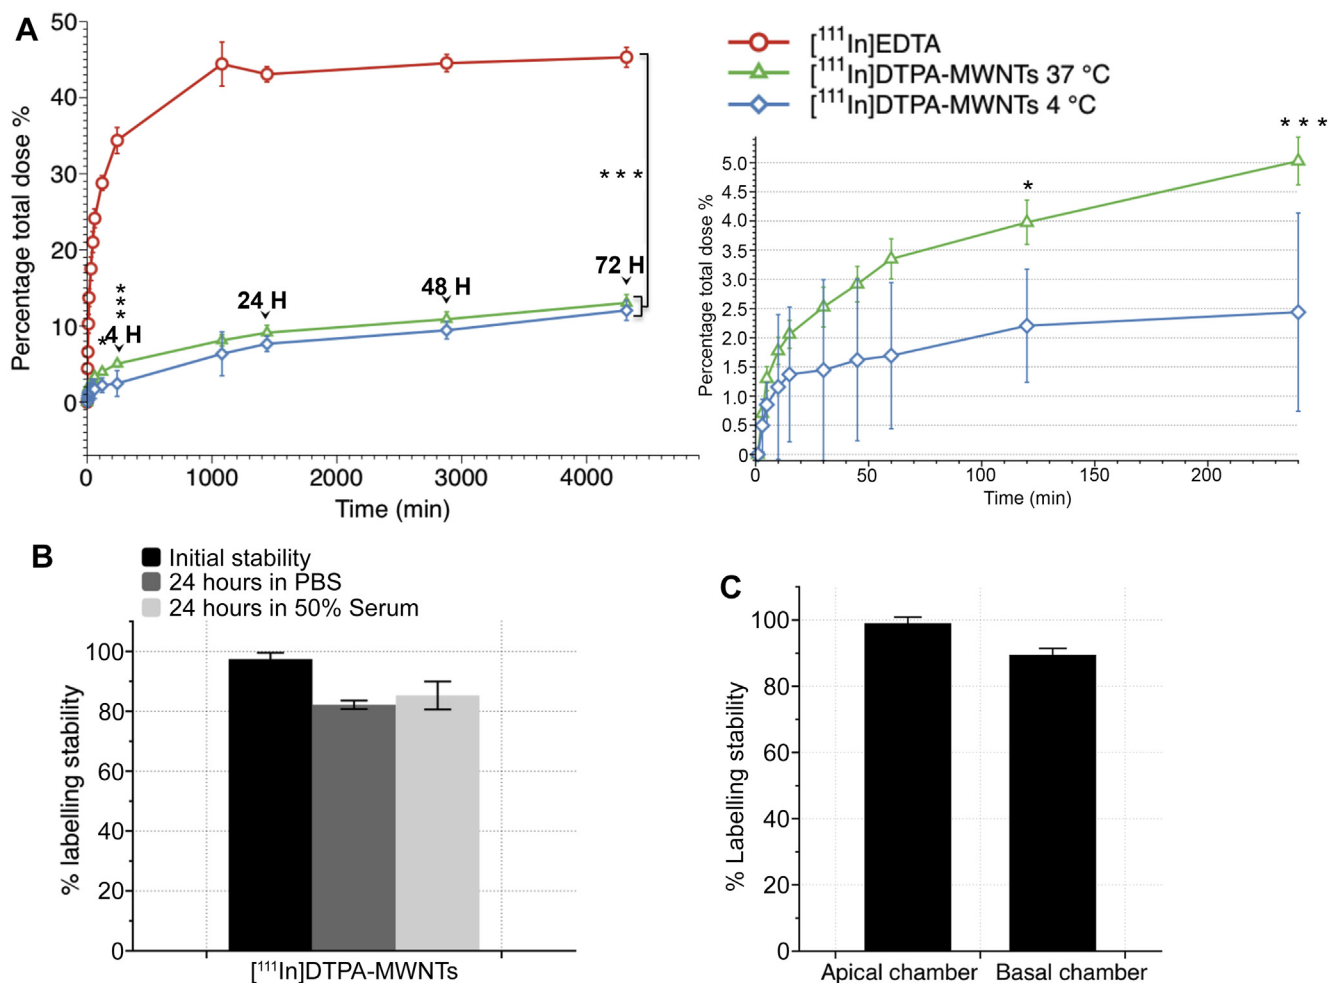 A
50
40
30
20
10
0
Percentage total dose %
* * *
* * *
*
4 H
24 H
48 H
72 H
0
1000
2000
3000
4000
Time (min)
[¹¹¹In]EDTA
[¹¹¹In]DTPA-MWNTs 37 °C
[¹¹¹In]DTPA-MWNTs 4 °C
* * *
*
5.0
4.5
4.0
3.5
3.0
2.5
2.0
1.5
1.0
0.5
0
Percentage total dose %
0
50
100
150
200
Time (min)
B
Initial stability
24 hours in PBS
24 hours in 50% Serum
100
80
60
40
20
0
% labelling stability
[¹¹¹In]DTPA-MWNTs
C
100
80
60
40
20
0
% Labelling stability
Apical chamber
Basal chamber